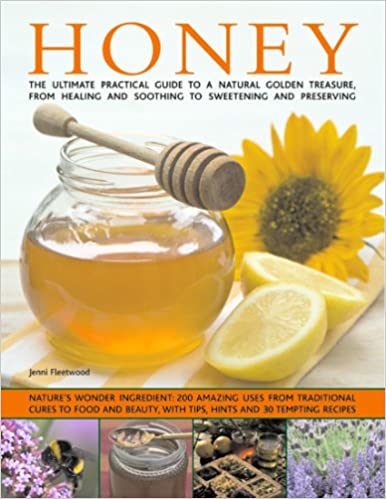 HONEY
THE ULTIMATE PRACTICAL GUIDE TO A NATURAL GOLDEN TREASURE,
FROM HEALING AND SOOTHING TO SWEETENING AND PRESERVING
Jenni Fleetwood
NATURE'S WONDER INGREDIENT: 200 AMAZING USES FROM TRADITIONAL
CURES TO FOOD AND BEAUTY, WITH TIPS, HINTS AND 30 TEMPTING RECIPES